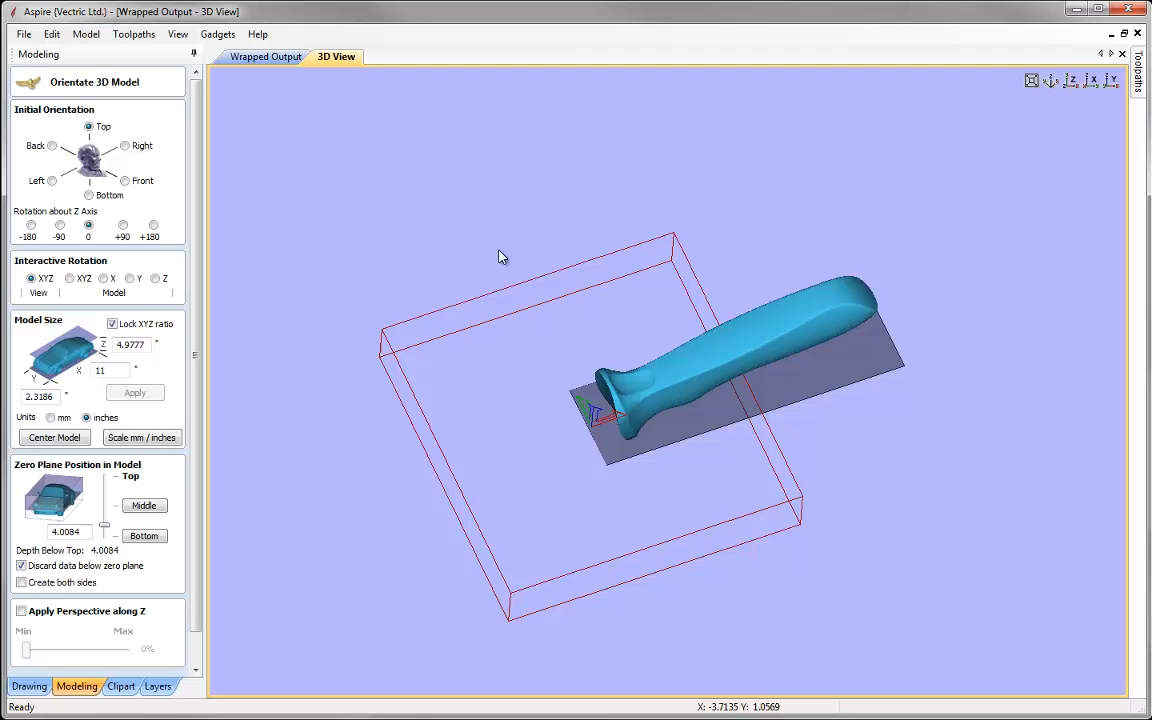 Aspire {Vectric Ltd.} - [Wrapped Output - 3D View]
File Edit Model Toolpaths View Gadgets Help
Modeling
Wrapped Output
3D View
Toolpaths
Orientate 3D Model
Initial Orientation
Top
Back
Right
Left
Front
Bottom
Rotation about Z Axis
-180 -90 0 +90 +180
Interactive Rotation
XYZ XYZ X Y Z
View Model
Model Size
Lock XYZ ratio
Z 4.9777 "
Y X 11 "
2.3186 "
Apply
Units mm inches
Center Model Scale mm / inches
Zero Plane Position in Model
Top
Middle
4.0084
Bottom
Depth Below Top: 4.0084
Discard data below zero plane
Create both sides
Apply Perspective along Z
Min Max
0%
Drawing Modeling Clipart Layers
Ready
X: -3.7135 Y: 1.0569